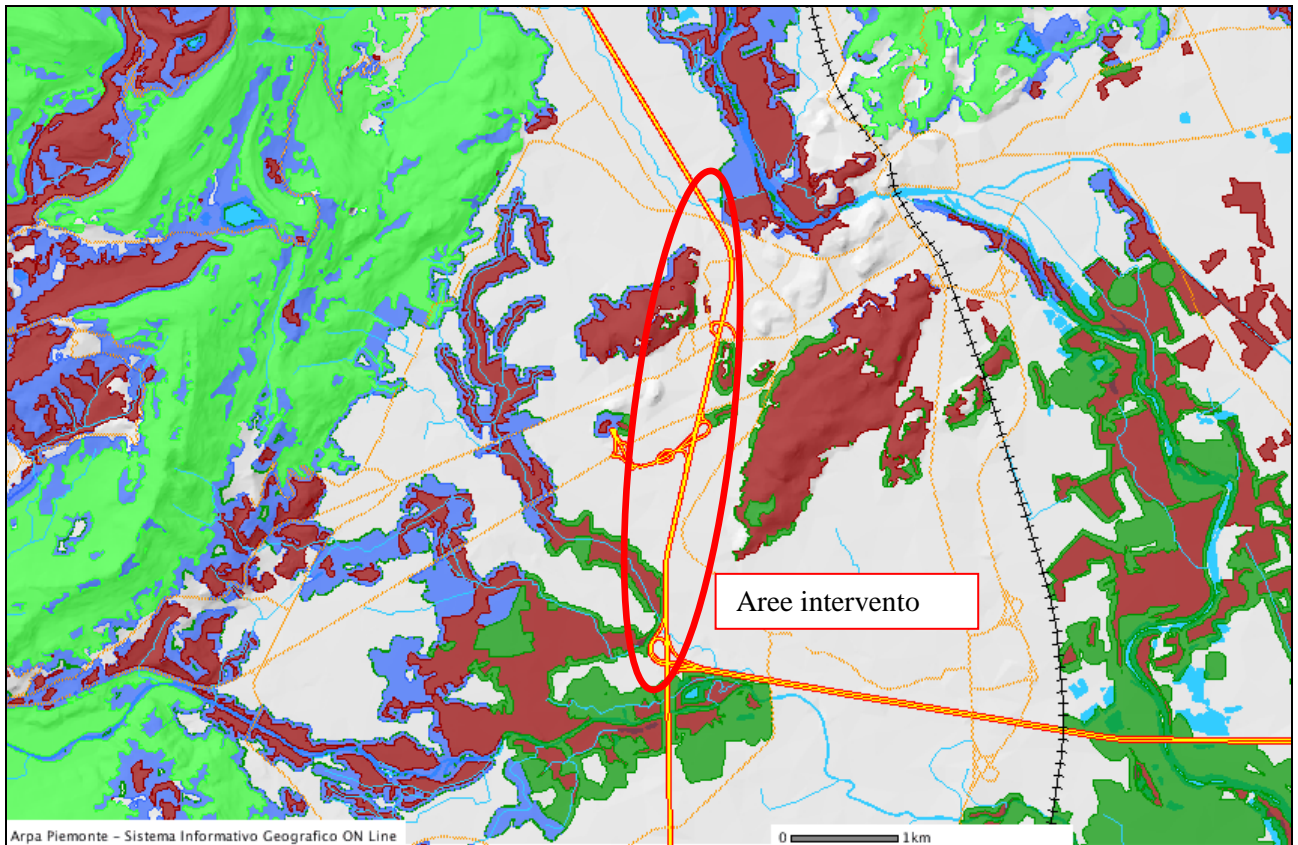 Aree intervento
Arpa Piemonte - Sistema Informativo Geografico ON Line
0 1km